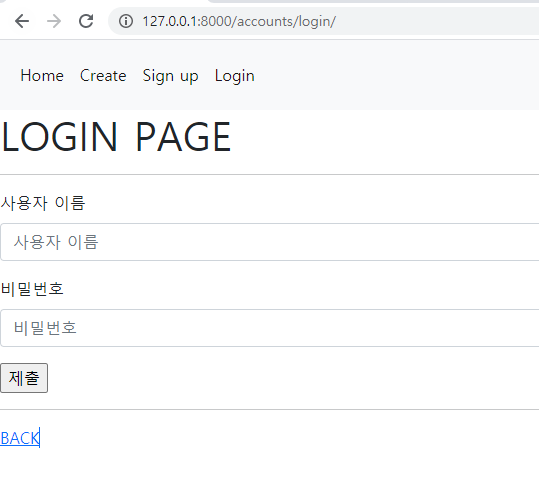 127.0.0.1:8000/accounts/login/
Home Create Sign up Login
LOGIN PAGE
사용자 이름
사용자 이름
비밀번호
비밀번호
제출
BACK